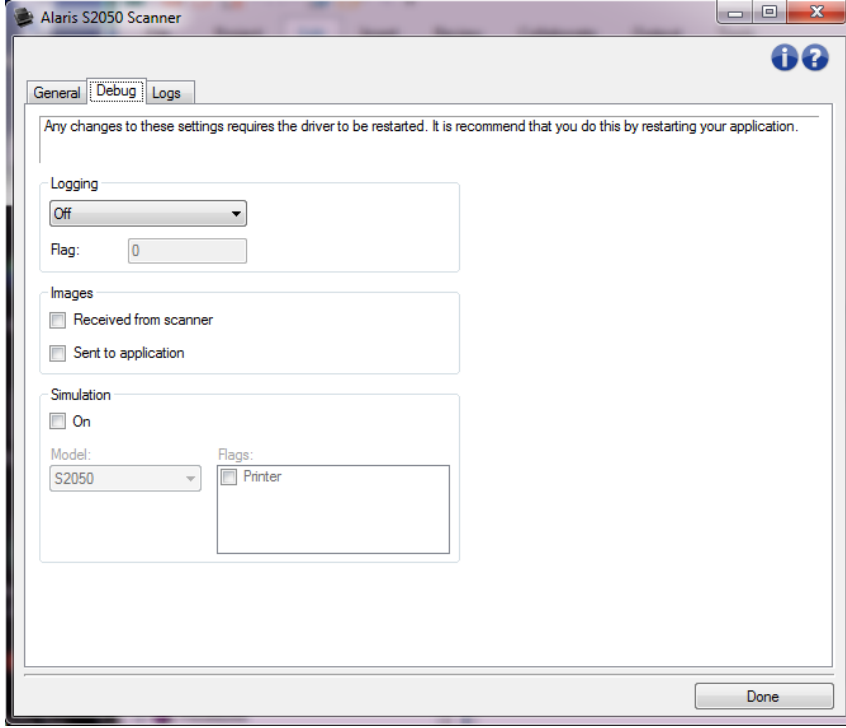 Alaris S2050 Scanner
General Debug Logs
Any changes to these settings requires the driver to be restarted. It is recommend that you do this by restarting your application.
Logging
Off
Flag: 0
Images
Received from scanner
Sent to application
Simulation
On
Model: Flags:
S2050 Printer
Done